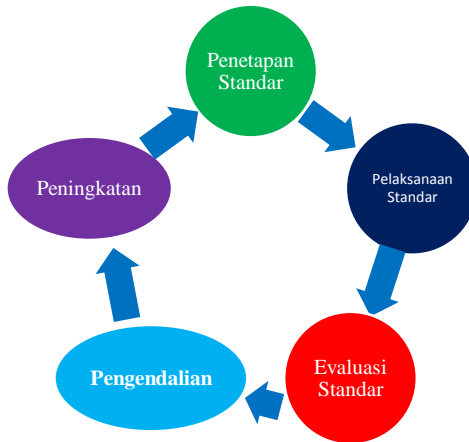 Penetapan
Standar
Pelaksanaan
Standar
Evaluasi
Standar
Pengendalian
Peningkatan